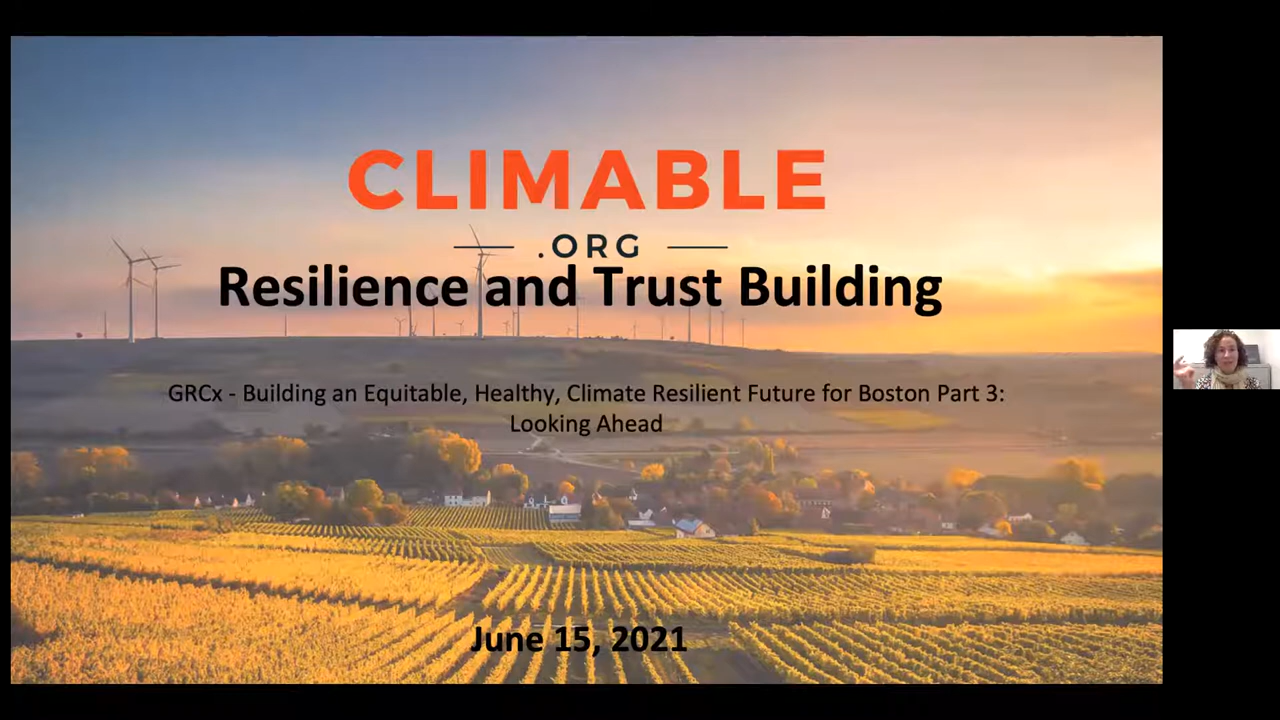 CLIMABLE
.ORG
Resilience and Trust Building
GRCx - Building an Equitable, Healthy, Climate Resilient Future for Boston Part 3:
Looking Ahead
June 15, 2021